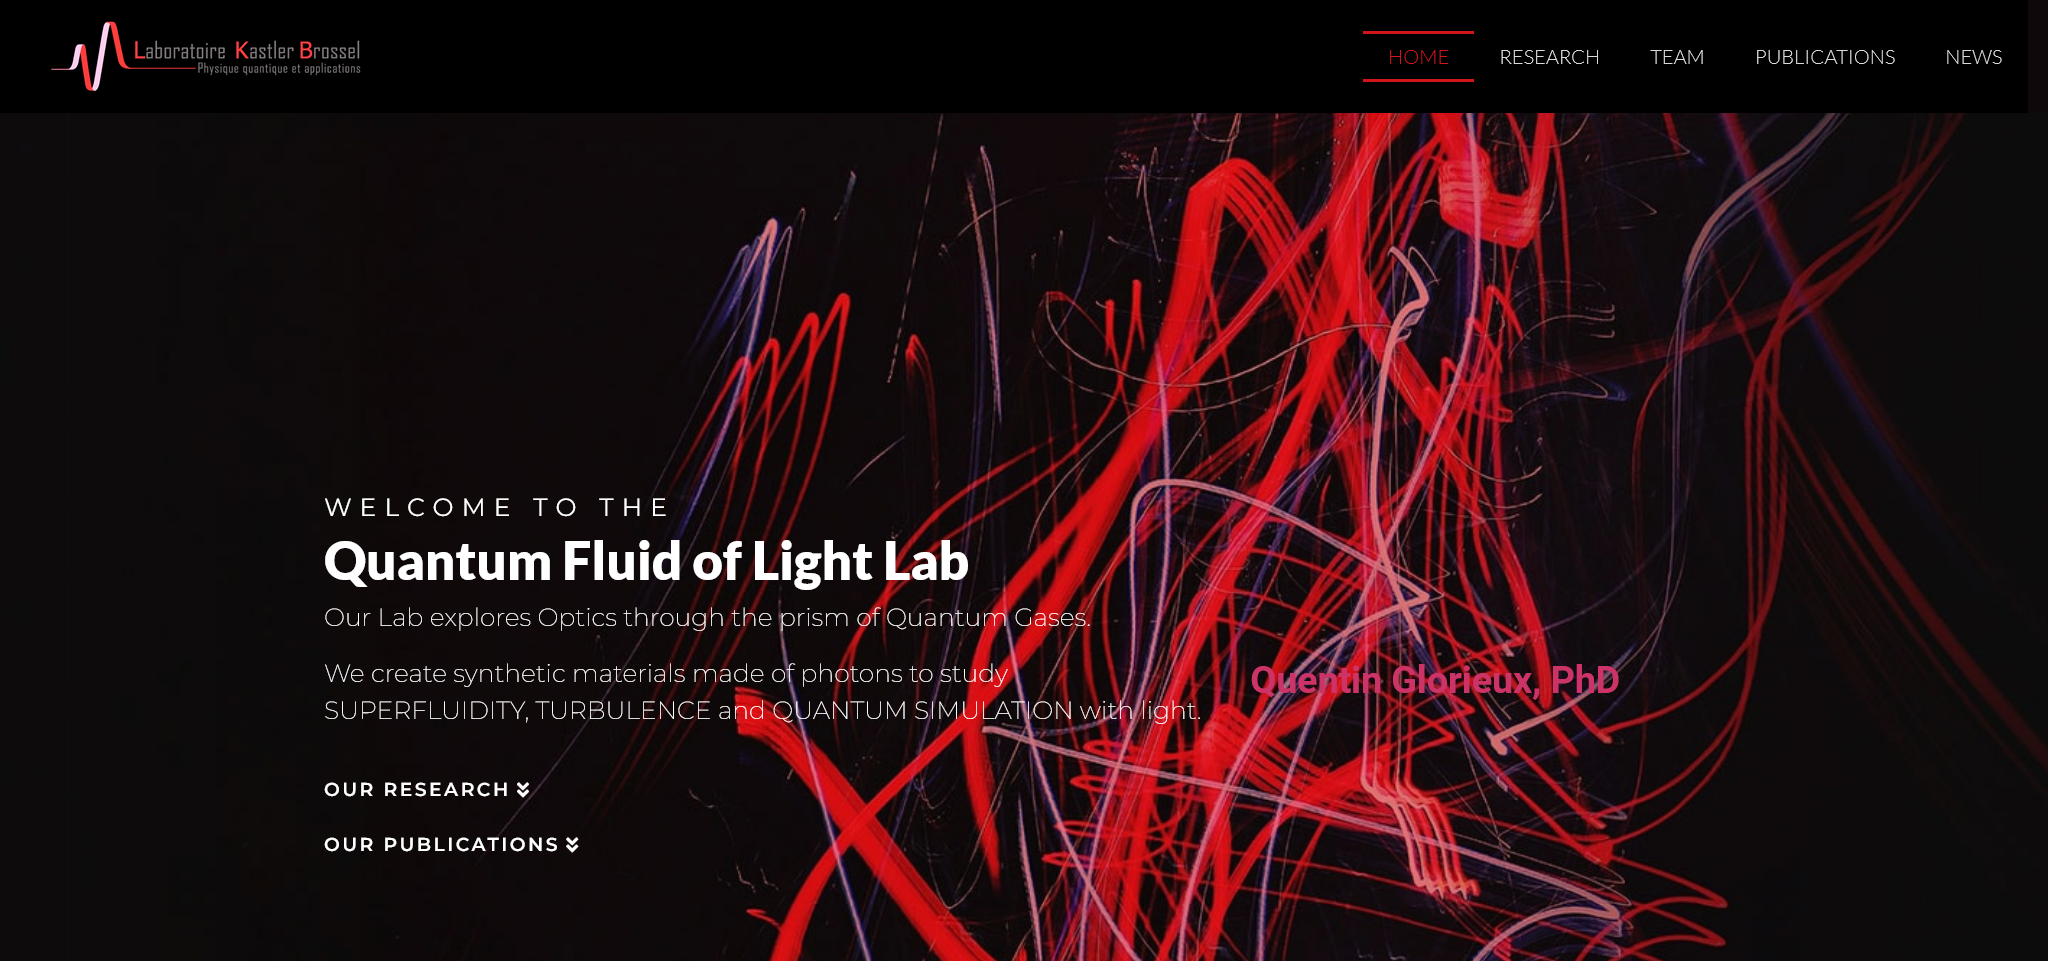 Laboratoire Kastler Brossel
Physique quantique et applications
HOME RESEARCH TEAM PUBLICATIONS NEWS
WELCOME TO THE
Quantum Fluid of Light Lab
Our Lab explores Optics through the prism of Quantum Gases.
We create synthetic materials made of photons to study
SUPERFLUIDITY, TURBULENCE and QUANTUM SIMULATION with light.
Quentin Glorieux, PhD
OUR RESEARCH
OUR PUBLICATIONS